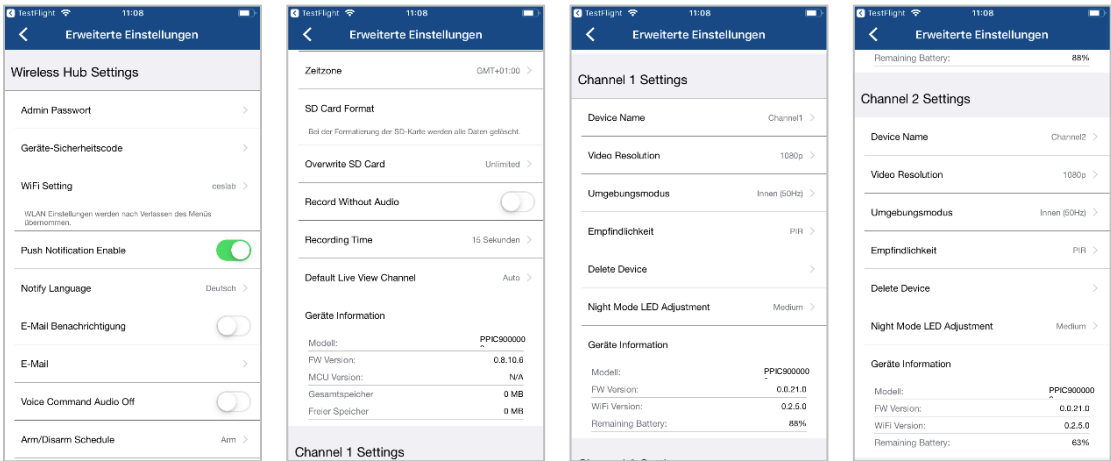 TestFlight 11:08
Erweiterte Einstellungen
Wireless Hub Settings
Admin Passwort
Geräte-Sicherheitscode
WiFi Setting ceslab
WLAN Einstellungen werden nach Verlassen des Menüs
übernommen.
Push Notification Enable
Notify Language Deutsch
E-Mail Benachrichtigung
E-Mail
Voice Command Audio Off
Arm/Disarm Schedule Arm
TestFlight 11:08
Erweiterte Einstellungen
Zeitzone GMT+01:00
SD Card Format
Bei der Formatierung der SD-Karte werden alle Daten gelöscht.
Overwrite SD Card Unlimited
Record Without Audio
Recording Time 15 Sekunden
Default Live View Channel Auto
Geräte Information
Modell: PPIC900000
FW Version: 0.8.10.6
MCU Version: N/A
Gesamtspeicher 0 MB
Freier Speicher 0 MB
Channel 1 Settings
TestFlight 11:08
Erweiterte Einstellungen
Channel 1 Settings
Device Name Channel1
Video Resolution 1080p
Umgebungsmodus Innen (50Hz)
Empfindlichkeit PIR
Delete Device
Night Mode LED Adjustment Medium
Geräte Information
Modell: PPIC900000
FW Version: 0.0.21.0
WiFi Version: 0.2.5.0
Remaining Battery: 88%
TestFlight 11:08
Erweiterte Einstellungen
Remaining Battery: 88%
Channel 2 Settings
Device Name Channel2
Video Resolution 1080p
Umgebungsmodus Innen (50Hz)
Empfindlichkeit PIR
Delete Device
Night Mode LED Adjustment Medium
Geräte Information
Modell: PPIC900000
FW Version: 0.0.21.0
WiFi Version: 0.2.5.0
Remaining Battery: 63%